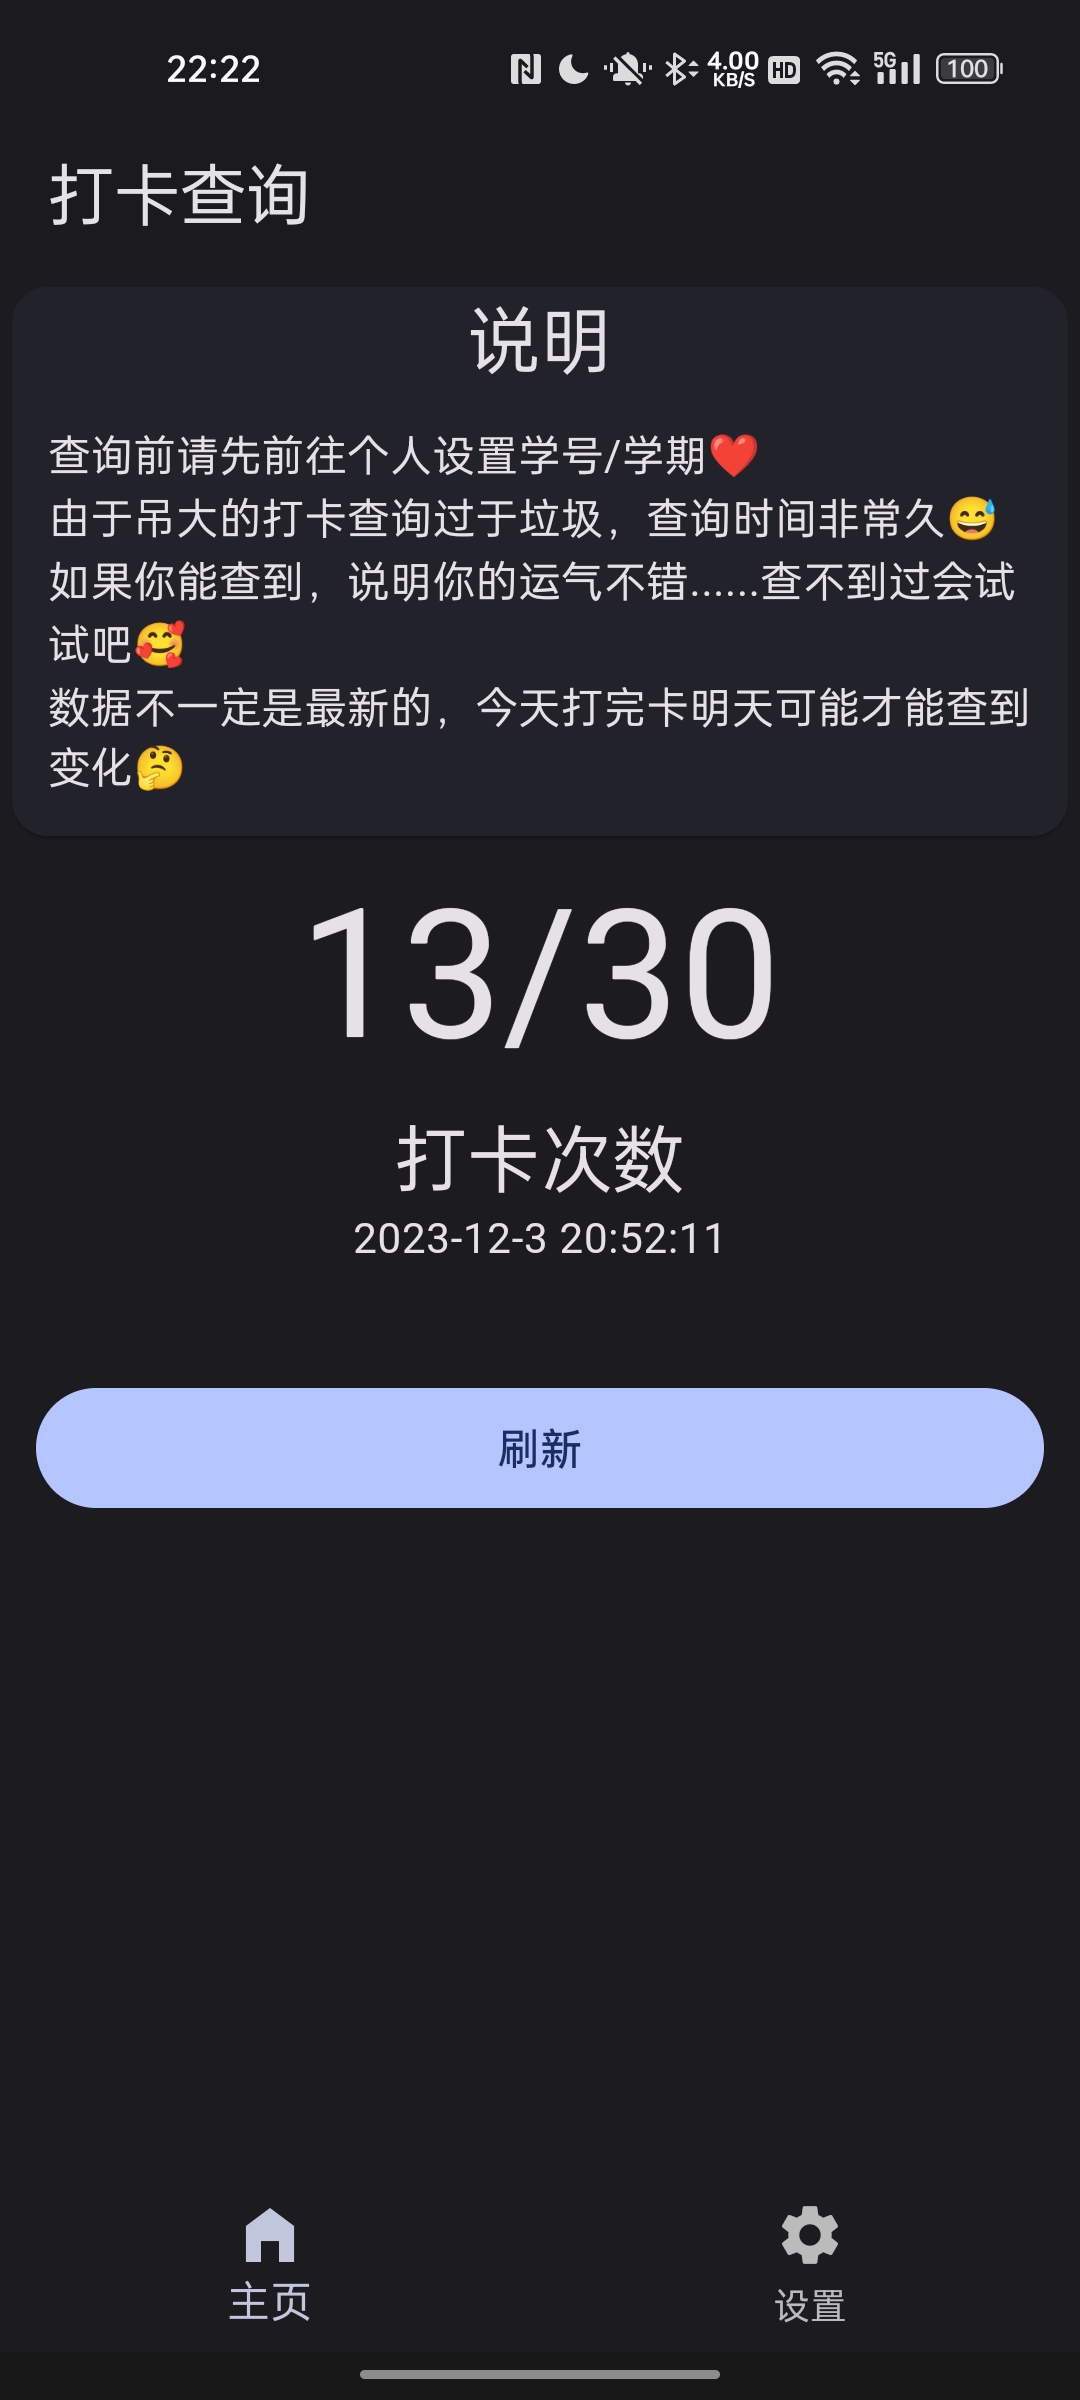 22:22
4.00
KB/S
HD
5G
100
打卡查询
说明
查询前请先前往个人设置学号/学期❤️
由于吊大的打卡查询过于垃圾，查询时间非常久😅
如果你能查到，说明你的运气不错......查不到过会试
试吧🥰
数据不一定是最新的，今天打完卡明天可能才能查到
变化🤔
13/30
打卡次数
2023-12-3 20:52:11
刷新
主页
设置